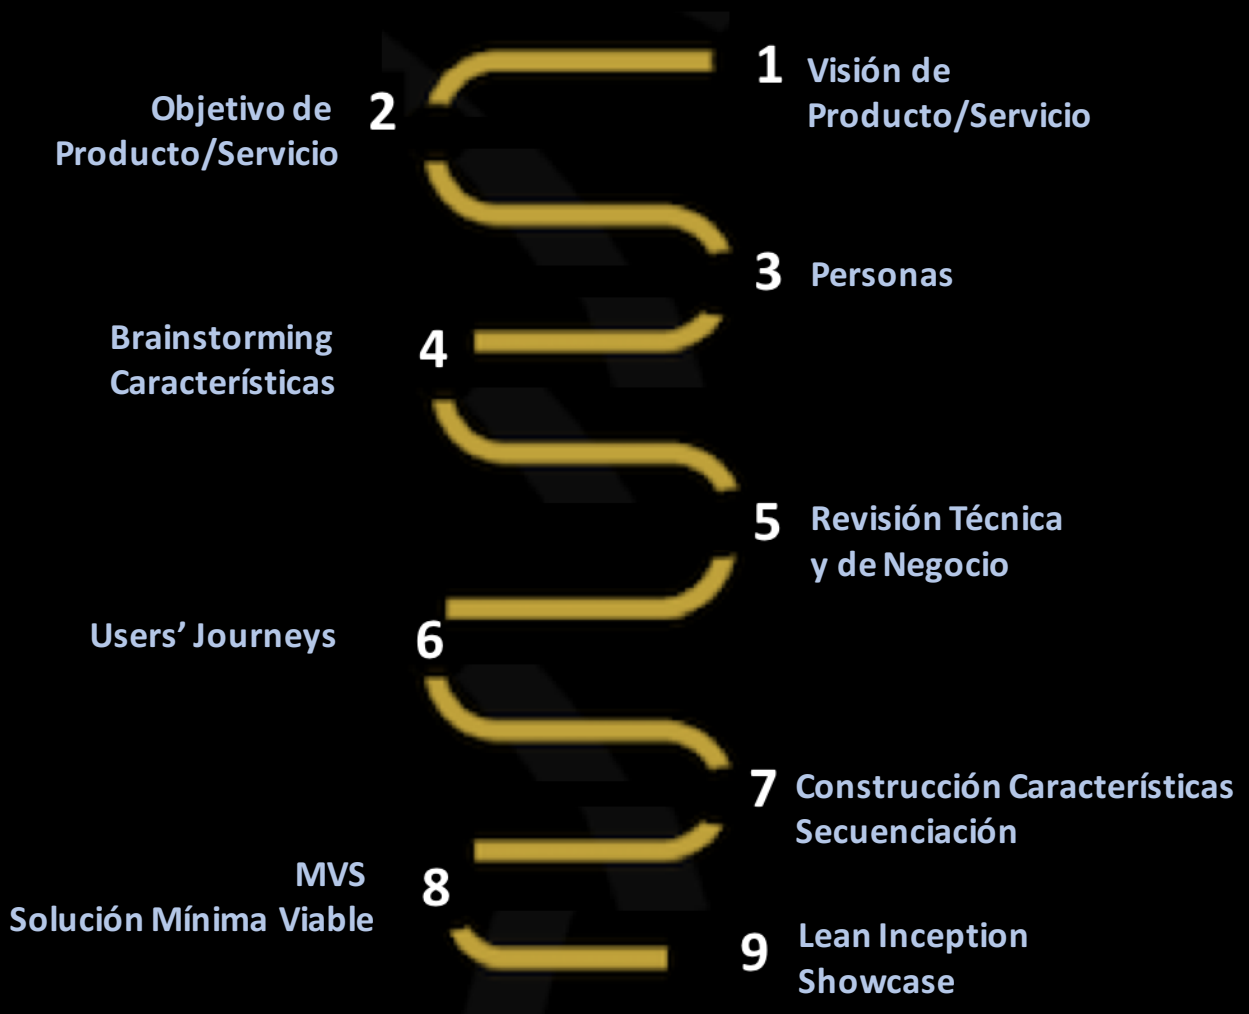 1
Visión de
Producto/Servicio
2
Objetivo de
Producto/Servicio
3
Personas
4
Brainstorming
Características
5
Revisión Técnica
y de Negocio
6
Users’ Journeys
7
Construcción Características
Secuenciación
8
MVS
Solución Mínima Viable
9
Lean Inception
Showcase